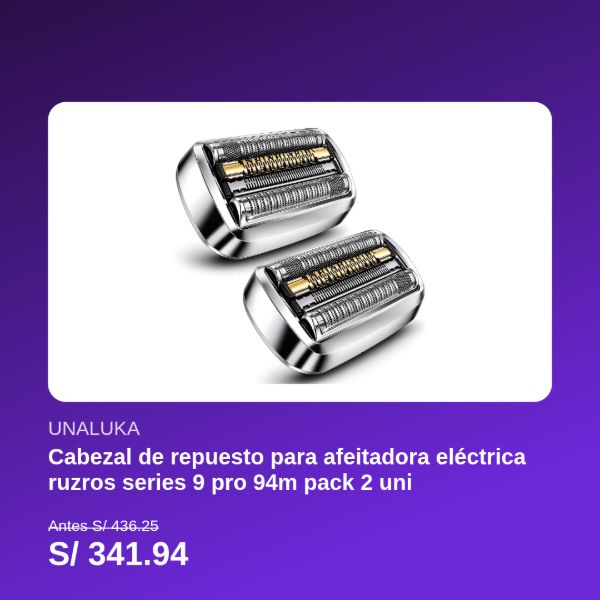 UNALUKA
Cabezal de repuesto para afeitadora eléctrica
ruzros series 9 pro 94m pack 2 uni
Antes S/ 436.25
S/ 341.94